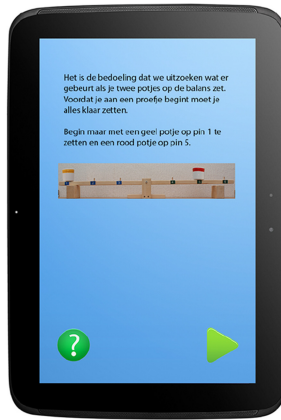 Het is de bedoeling dat we uitzoeken wat er
gebeurt als je twee potjes op de balans zet.
Voordat je aan een proefje begint moet je
alles klaar zetten.
Begin maar met een geel potje op pin 1 te
zetten en een rood potje op pin 5.
?